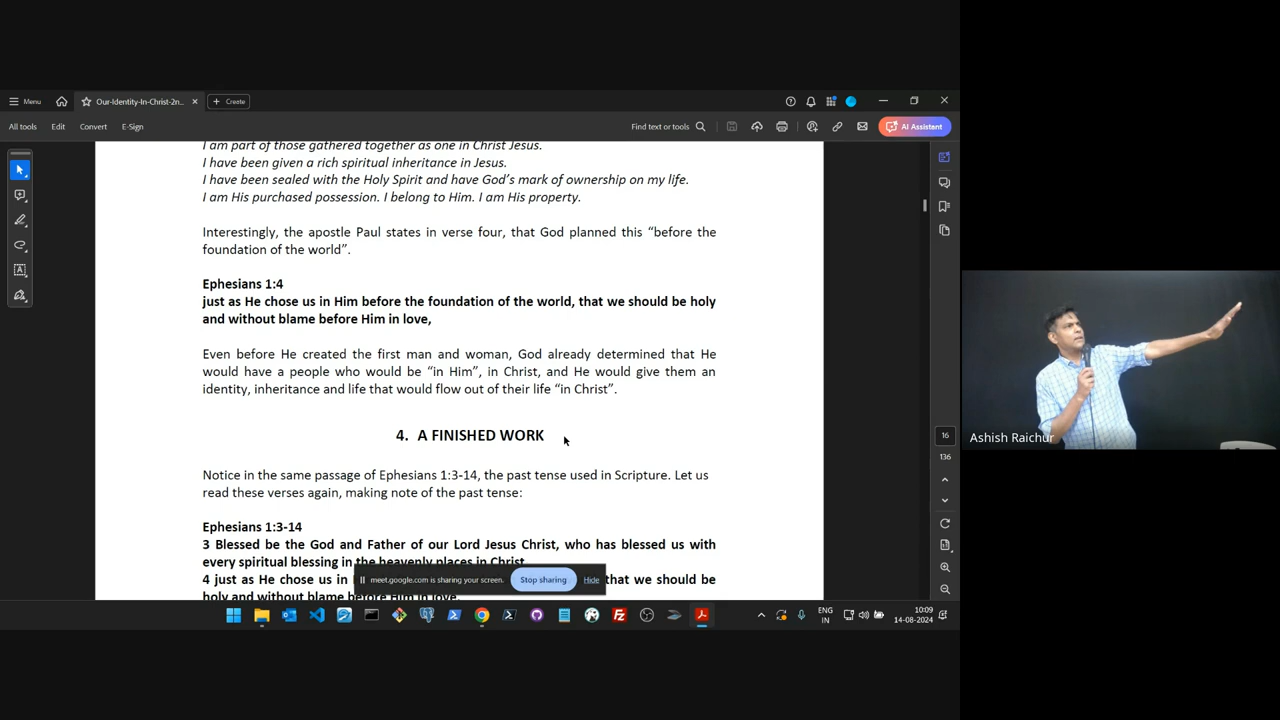 Menu
Our-Identity-In-Christ-2n...
Create
All tools
Edit
Convert
E-Sign
Find text or tools
AI Assistant
I am part of those gathered together as one in Christ Jesus.
I have been given a rich spiritual inheritance in Jesus.
I have been sealed with the Holy Spirit and have God's mark of ownership on my life.
I am His purchased possession. I belong to Him. I am His property.
Interestingly, the apostle Paul states in verse four, that God planned this “before the
foundation of the world”.
Ephesians 1:4
just as He chose us in Him before the foundation of the world, that we should be holy
and without blame before Him in love,
Even before He created the first man and woman, God already determined that He
would have a people who would be “in Him”, in Christ, and He would give them an
identity, inheritance and life that would flow out of their life “in Christ”.
4. A FINISHED WORK
Notice in the same passage of Ephesians 1:3-14, the past tense used in Scripture. Let us
read these verses again, making note of the past tense:
Ephesians 1:3-14
3 Blessed be the God and Father of our Lord Jesus Christ, who has blessed us with
every spiritual blessing in the heavenly places in Christ,
4 just as He chose us in that we should be
holy and without blame before Him in love,
meet.google.com is sharing your screen.
Stop sharing
Hide
16
136
ENG
IN
10:09
14-08-2024
Ashish Raichur